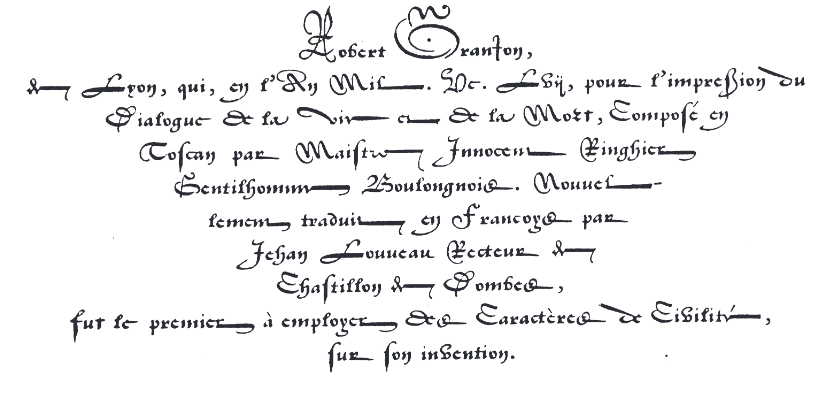 Robert Granjon,
de Lyon, qui, en l'An Mil. Vc. Lvij, pour l'impression du
Dialogue de la Vie et de la Mort, Composé en
Toscan par Maistre Innocent Ringhier
Gentilhomme Boulongnois. Nouvel-
lement traduit en Francoys par
Jehan Louveau Recteur de
Chastillon de Dombes,
fut le premier à employer des Caractères de Civilité,
sur son invention.